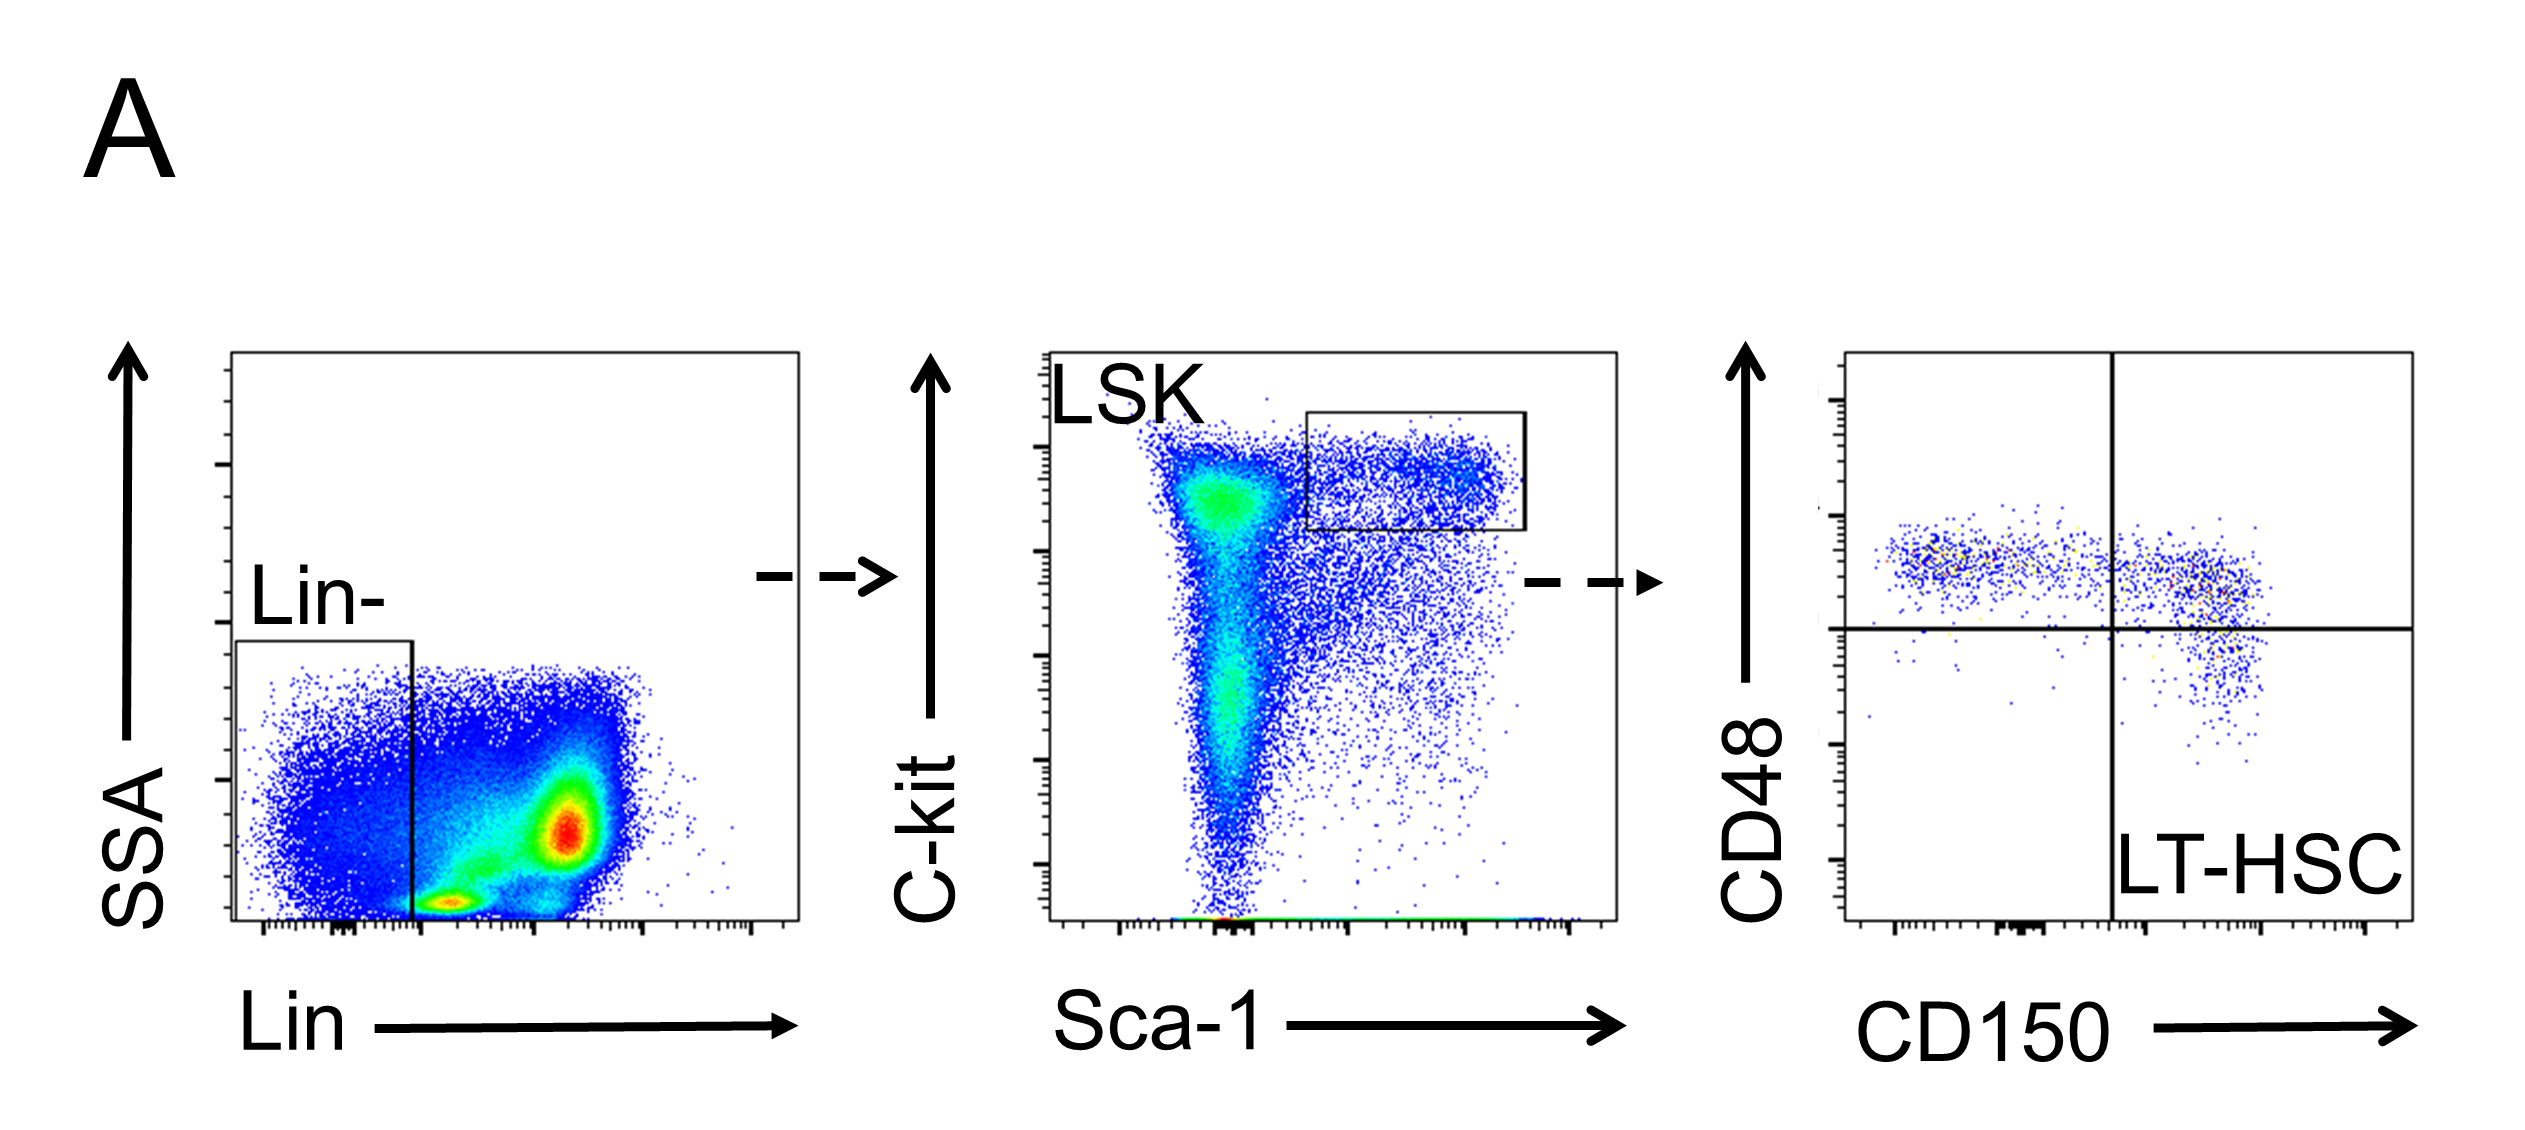 A
SSA
Lin-
Lin
C-kit
LSK
Sca-1
CD48
LT-HSC
CD150